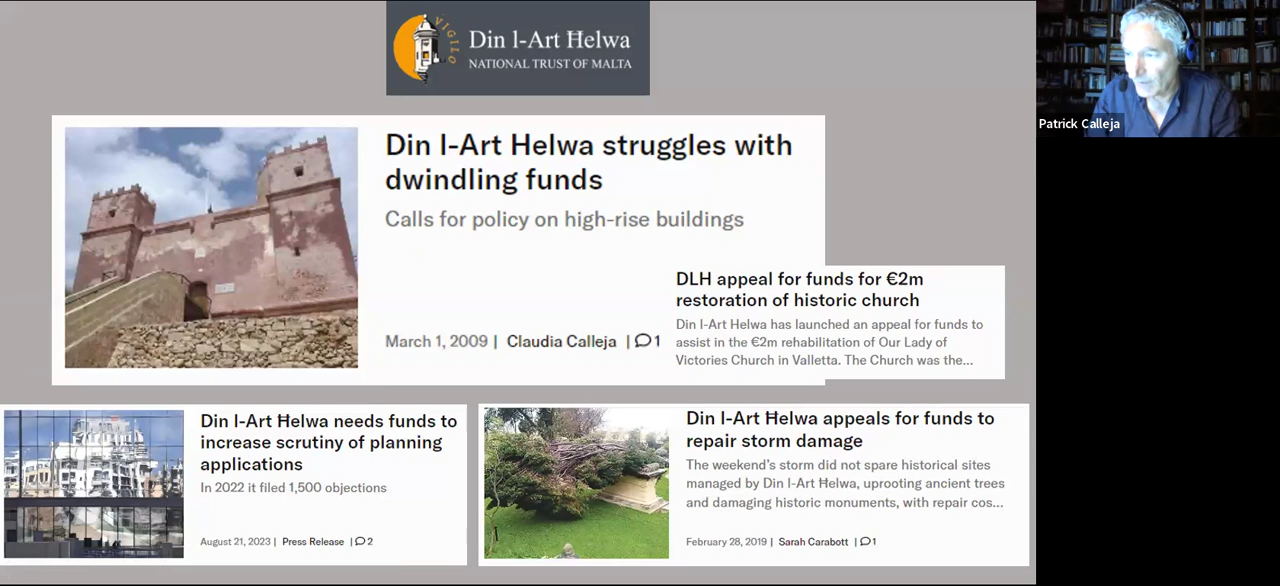 VIGILO
Din l-Art Ħelwa
NATIONAL TRUST OF MALTA
Patrick Calleja
Din l-Art Helwa struggles with
dwindling funds
Calls for policy on high-rise buildings
March 1, 2009 | Claudia Calleja | 1
DLH appeal for funds for €2m
restoration of historic church
Din l-Art Helwa has launched an appeal for funds to
assist in the €2m rehabilitation of Our Lady of
Victories Church in Valletta. The Church was the...
Din l-Art Ħelwa needs funds to
increase scrutiny of planning
applications
In 2022 it filed 1,500 objections
August 21, 2023 | Press Release | 2
Din l-Art Ħelwa appeals for funds to
repair storm damage
The weekend's storm did not spare historical sites
managed by Din l-Art Ħelwa, uprooting ancient trees
and damaging historic monuments, with repair cos...
February 28, 2019 | Sarah Carabott | 1